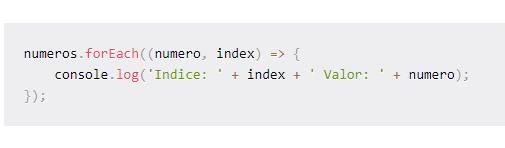 numeros.forEach((numero, index) => {
    console.log('Indice: ' + index + ' Valor: ' + numero);
});